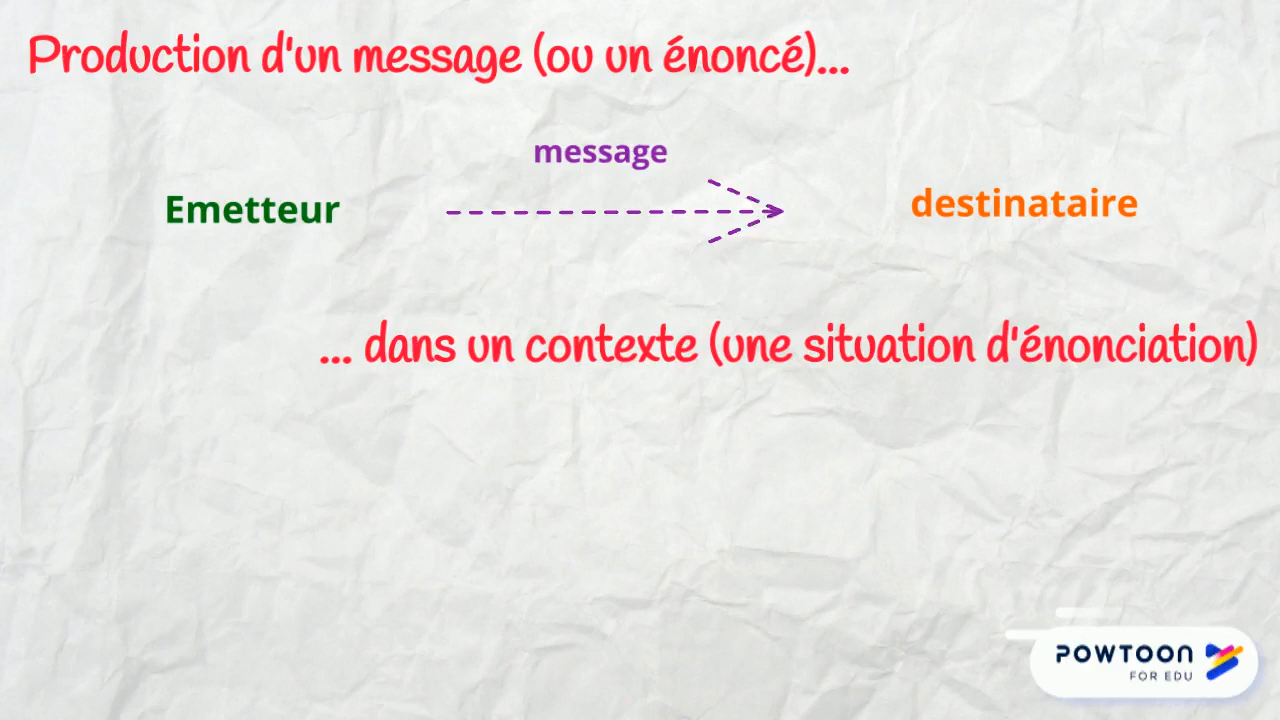 Production d'un message (ou un énoncé)...
message
Emetteur
destinataire
... dans un contexte (une situation d'énonciation)
POWTOON
FOR EDU